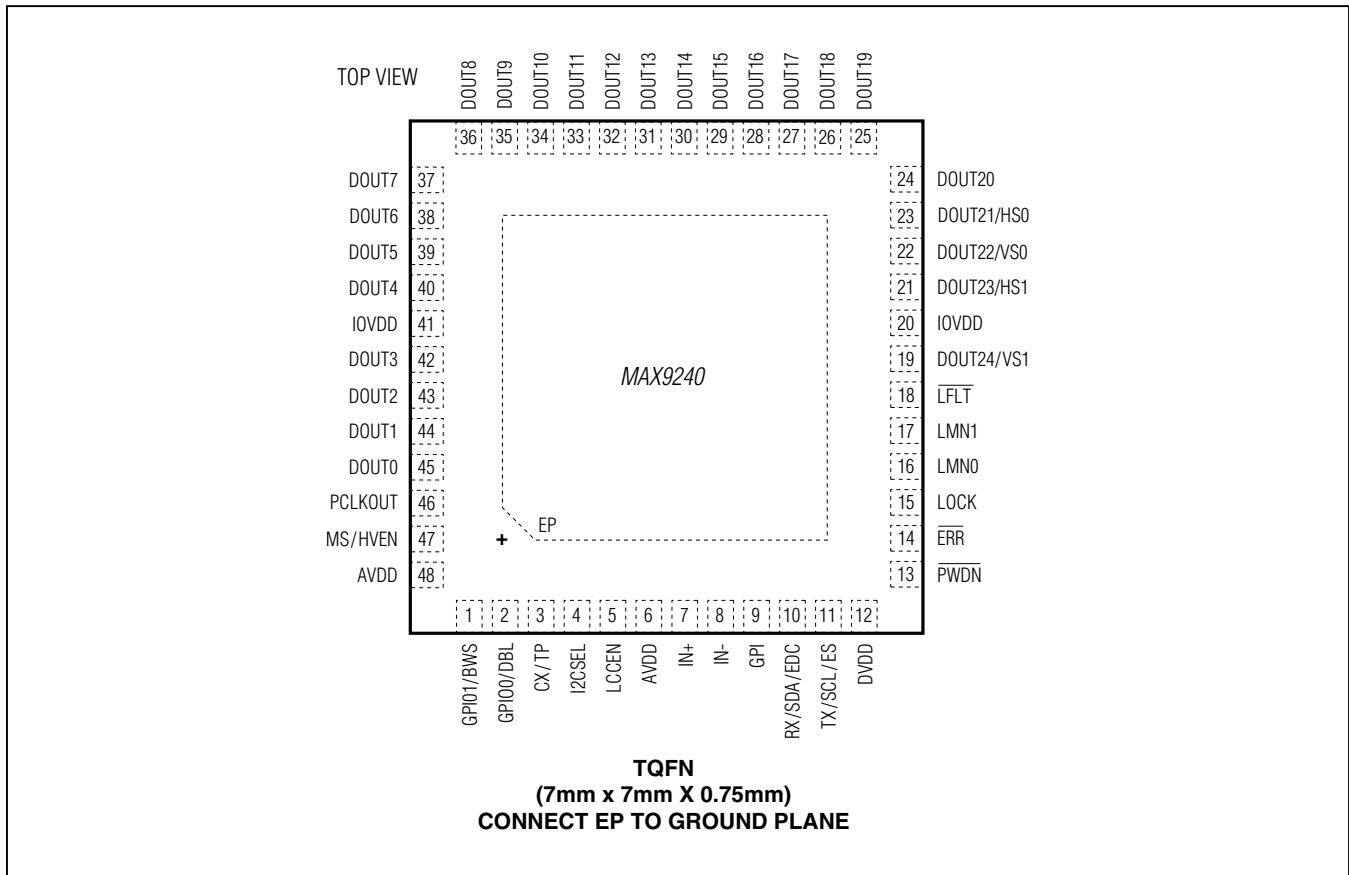 TOP VIEW
DOUT8 DOUT9 DOUT10 DOUT11 DOUT12 DOUT13 DOUT14 DOUT15 DOUT16 DOUT17 DOUT18 DOUT19
36 35 34 33 32 31 30 29 28 27 26 25
DOUT7 37
DOUT6 38
DOUT5 39
DOUT4 40
IOVDD 41
DOUT3 42
DOUT2 43
DOUT1 44
DOUT0 45
PCLKOUT 46
MS/HVEN 47
AVDD 48
MAX9240
EP
+
24 DOUT20
23 DOUT21/HS0
22 DOUT22/VS0
21 DOUT23/HS1
20 IOVDD
19 DOUT24/VS1
18 LFLT
17 LMN1
16 LMN0
15 LOCK
14 ERR
13 PWDN
1 2 3 4 5 6 7 8 9 10 11 12
GPIO1/BWS GPIO0/DBL CX/TP I2CSEL LCCEN AVDD IN+ IN- GPI RX/SDA/EDC TX/SCL/ES DVDD
TQFN
(7mm x 7mm X 0.75mm)
CONNECT EP TO GROUND PLANE